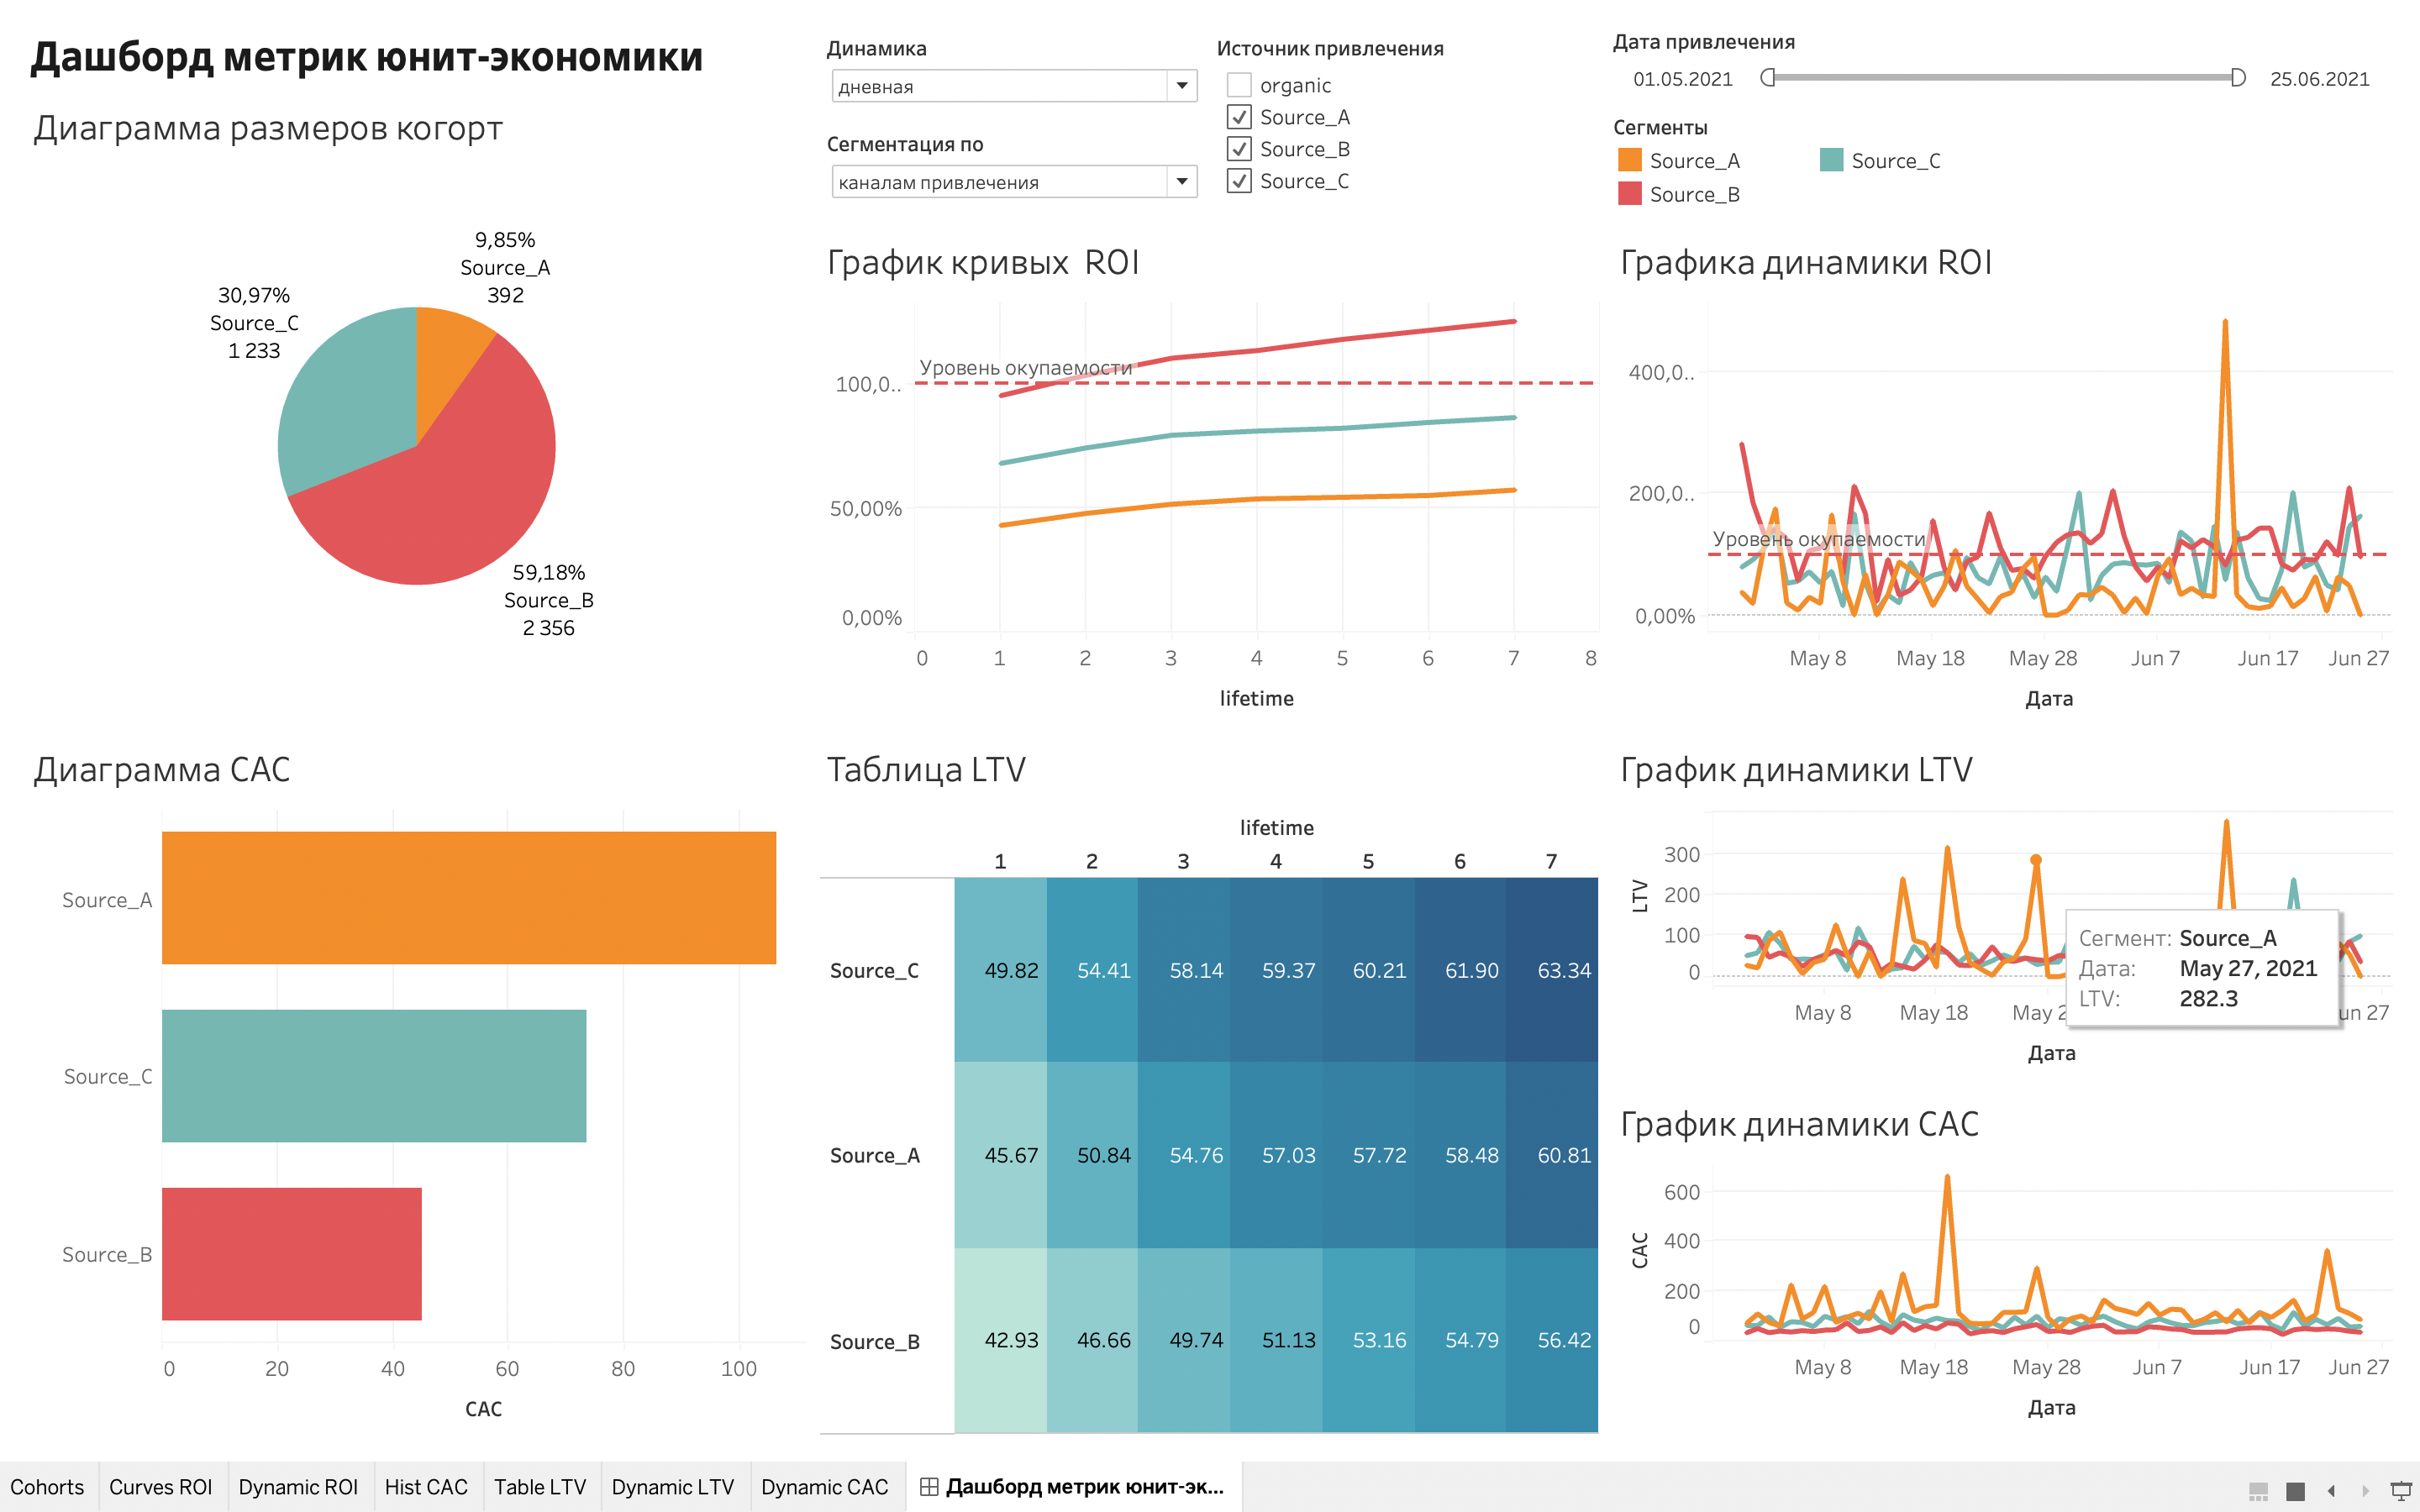 Дашборд метрик юнит-экономики
Диаграмма размеров когорт
9,85%
Source_A
392
30,97%
Source_C
1 233
59,18%
Source_B
2 356
Динамика
дневная
Сегментация по
каналам привлечения
Источник привлечения
organic
Source_A
Source_B
Source_C
Дата привлечения
01.05.2021
25.06.2021
Сегменты
Source_A
Source_C
Source_B
График кривых ROI
Уровень окупаемости
100,0..
50,00%
0,00%
0 1 2 3 4 5 6 7 8
lifetime
Графика динамики ROI
400,0..
200,0..
Уровень окупаемости
0,00%
May 8 May 18 May 28 Jun 7 Jun 17 Jun 27
Дата
Диаграмма CAC
Source_A
Source_C
Source_B
0 20 40 60 80 100
CAC
Таблица LTV
lifetime
1 2 3 4 5 6 7
Source_C 49.82 54.41 58.14 59.37 60.21 61.90 63.34
Source_A 45.67 50.84 54.76 57.03 57.72 58.48 60.81
Source_B 42.93 46.66 49.74 51.13 53.16 54.79 56.42
График динамики LTV
LTV
300
200
100
0
Сегмент: Source_A
Дата: May 27, 2021
LTV: 282.3
May 8 May 18 May 2 un 27
Дата
График динамики CAC
CAC
600
400
200
0
May 8 May 18 May 28 Jun 7 Jun 17 Jun 27
Дата
Cohorts Curves ROI Dynamic ROI Hist CAC Table LTV Dynamic LTV Dynamic CAC Дашборд метрик юнит-эк...